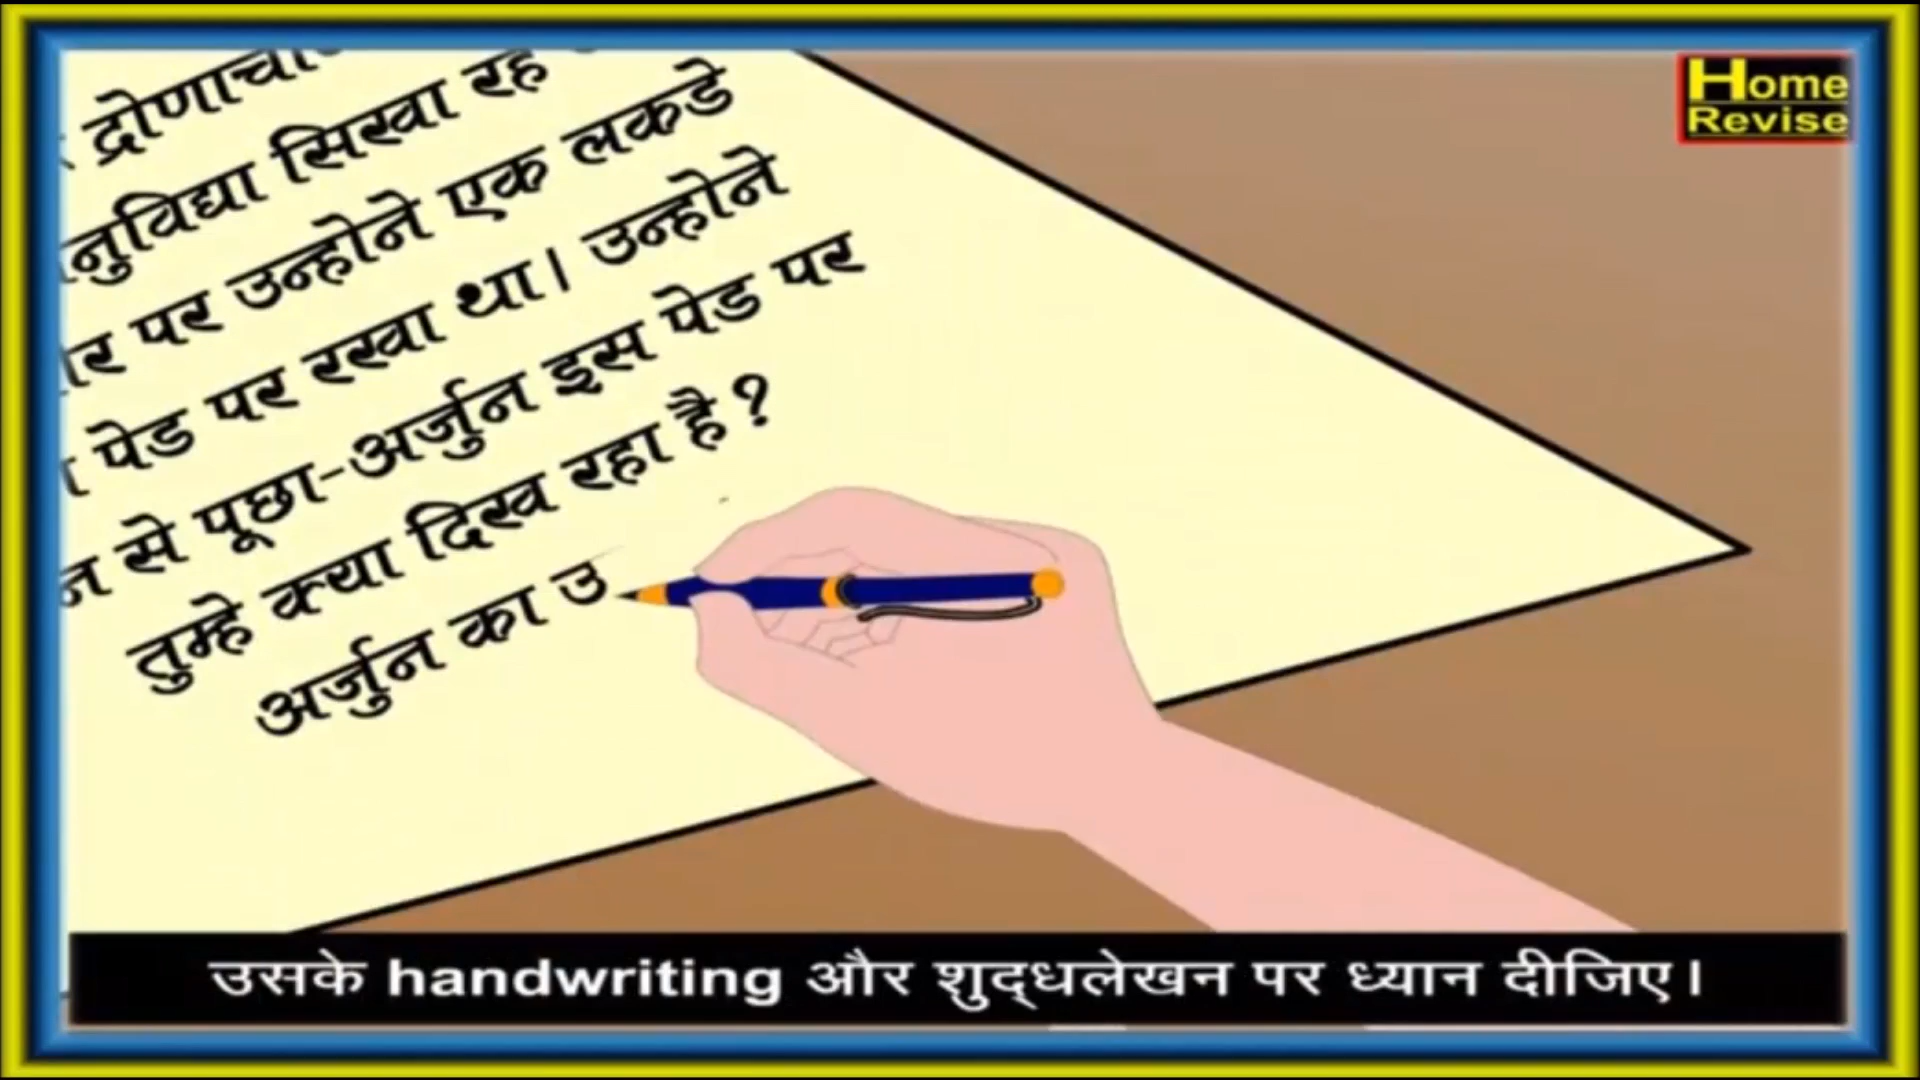 Home
Revise
द्रोणाचा
नुविद्या सिखा रहे
पर उन्होने एक लकडे
पेड पर रखा था। उन्होने
से पूछा-अर्जुन इस पेड पर
तुम्हे क्या दिख रहा है?
अर्जुन का उ
उसके handwriting और शुद्धलेखन पर ध्यान दीजिए।